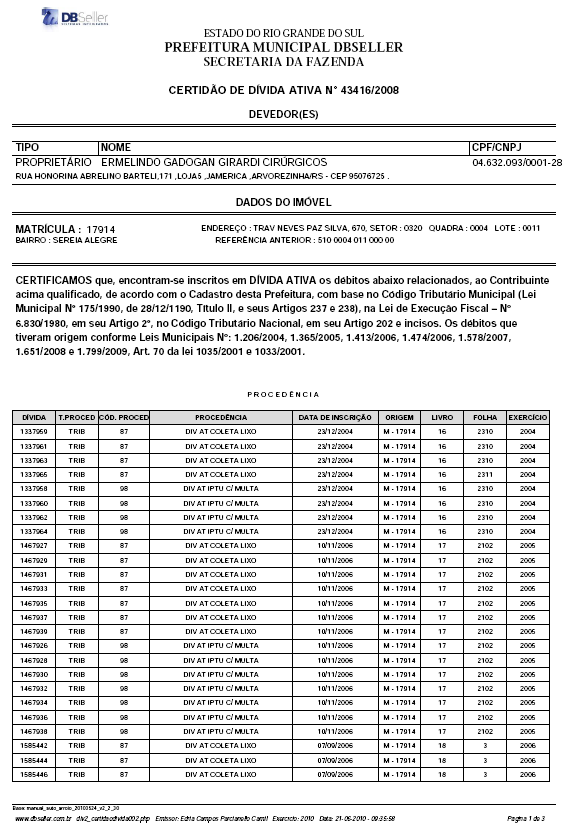 DBSeller
ESTADO DO RIO GRANDE DO SUL
PREFEITURA MUNICIPAL DBSELLER
SECRETARIA DA FAZENDA
CERTIDÃO DE DÍVIDA ATIVA N° 43416/2008
DEVEDOR(ES)
TIPO NOME CPF/CNPJ
PROPRIETÁRIO ERMELINDO GADOGAN GIRARDI CIRÚRGICOS 04.632.093/0001-28
RUA HONORINA ABRELINO BARTELI,171 ,LOJA5 ,JAMERICA ,ARVOREZINHA/RS - CEP 95076725 .
DADOS DO IMÓVEL
MATRÍCULA : 17914 ENDEREÇO : TRAV NEVES PAZ SILVA, 670, SETOR : 0320 QUADRA : 0004 LOTE : 0011
BAIRRO : SEREIA ALEGRE REFERÊNCIA ANTERIOR : 510 0004 011 000 00
CERTIFICAMOS que, encontram-se inscritos em DÍVIDA ATIVA os débitos abaixo relacionados, ao Contribuinte
acima qualificado, de acordo com o Cadastro desta Prefeitura, com base no Código Tributário Municipal (Lei
Municipal Nº 175/1990, de 28/12/1190, Título II, e seus Artigos 237 e 238), na Lei de Execução Fiscal – Nº
6.830/1980, em seu Artigo 2°, no Código Tributário Nacional, em seu Artigo 202 e incisos. Os débitos que
tiveram origem conforme Leis Municipais Nº: 1.206/2004, 1.365/2005, 1.413/2006, 1.474/2006, 1.578/2007,
1.651/2008 e 1.799/2009, Art. 70 da lei 1035/2001 e 1033/2001.
PROCEDÊNCIA
DÍVIDA T.PROCED CÓD. PROCED PROCEDÊNCIA DATA DE INSCRIÇÃO ORIGEM LIVRO FOLHA EXERCÍCIO
1337959 TRIB 87 DIV AT COLETA LIXO 23/12/2004 M - 17914 16 2310 2004
1337961 TRIB 87 DIV AT COLETA LIXO 23/12/2004 M - 17914 16 2310 2004
1337963 TRIB 87 DIV AT COLETA LIXO 23/12/2004 M - 17914 16 2310 2004
1337965 TRIB 87 DIV AT COLETA LIXO 23/12/2004 M - 17914 16 2311 2004
1337958 TRIB 98 DIV AT IPTU C/ MULTA 23/12/2004 M - 17914 16 2310 2004
1337960 TRIB 98 DIV AT IPTU C/ MULTA 23/12/2004 M - 17914 16 2310 2004
1337962 TRIB 98 DIV AT IPTU C/ MULTA 23/12/2004 M - 17914 16 2310 2004
1337964 TRIB 98 DIV AT IPTU C/ MULTA 23/12/2004 M - 17914 16 2310 2004
1467927 TRIB 87 DIV AT COLETA LIXO 10/11/2006 M - 17914 17 2102 2005
1467929 TRIB 87 DIV AT COLETA LIXO 10/11/2006 M - 17914 17 2102 2005
1467931 TRIB 87 DIV AT COLETA LIXO 10/11/2006 M - 17914 17 2102 2005
1467933 TRIB 87 DIV AT COLETA LIXO 10/11/2006 M - 17914 17 2102 2005
1467935 TRIB 87 DIV AT COLETA LIXO 10/11/2006 M - 17914 17 2102 2005
1467937 TRIB 87 DIV AT COLETA LIXO 10/11/2006 M - 17914 17 2102 2005
1467939 TRIB 87 DIV AT COLETA LIXO 10/11/2006 M - 17914 17 2102 2005
1467926 TRIB 98 DIV AT IPTU C/ MULTA 10/11/2006 M - 17914 17 2102 2005
1467928 TRIB 98 DIV AT IPTU C/ MULTA 10/11/2006 M - 17914 17 2102 2005
1467930 TRIB 98 DIV AT IPTU C/ MULTA 10/11/2006 M - 17914 17 2102 2005
1467932 TRIB 98 DIV AT IPTU C/ MULTA 10/11/2006 M - 17914 17 2102 2005
1467934 TRIB 98 DIV AT IPTU C/ MULTA 10/11/2006 M - 17914 17 2102 2005
1467936 TRIB 98 DIV AT IPTU C/ MULTA 10/11/2006 M - 17914 17 2102 2005
1467938 TRIB 98 DIV AT IPTU C/ MULTA 10/11/2006 M - 17914 17 2102 2005
1585442 TRIB 87 DIV AT COLETA LIXO 07/09/2006 M - 17914 18 3 2006
1585444 TRIB 87 DIV AT COLETA LIXO 07/09/2006 M - 17914 18 3 2006
1585446 TRIB 87 DIV AT COLETA LIXO 07/09/2006 M - 17914 18 3 2006
Base: manual_auto_arroio_20100524_v2_2_30
www.dbseller.com.br div2_certidaodivida002.php Emissor: Edna Campos Parcianello Camil Exercício: 2010 Data: 21-06-2010 - 09:35:58 Página 1 de 3